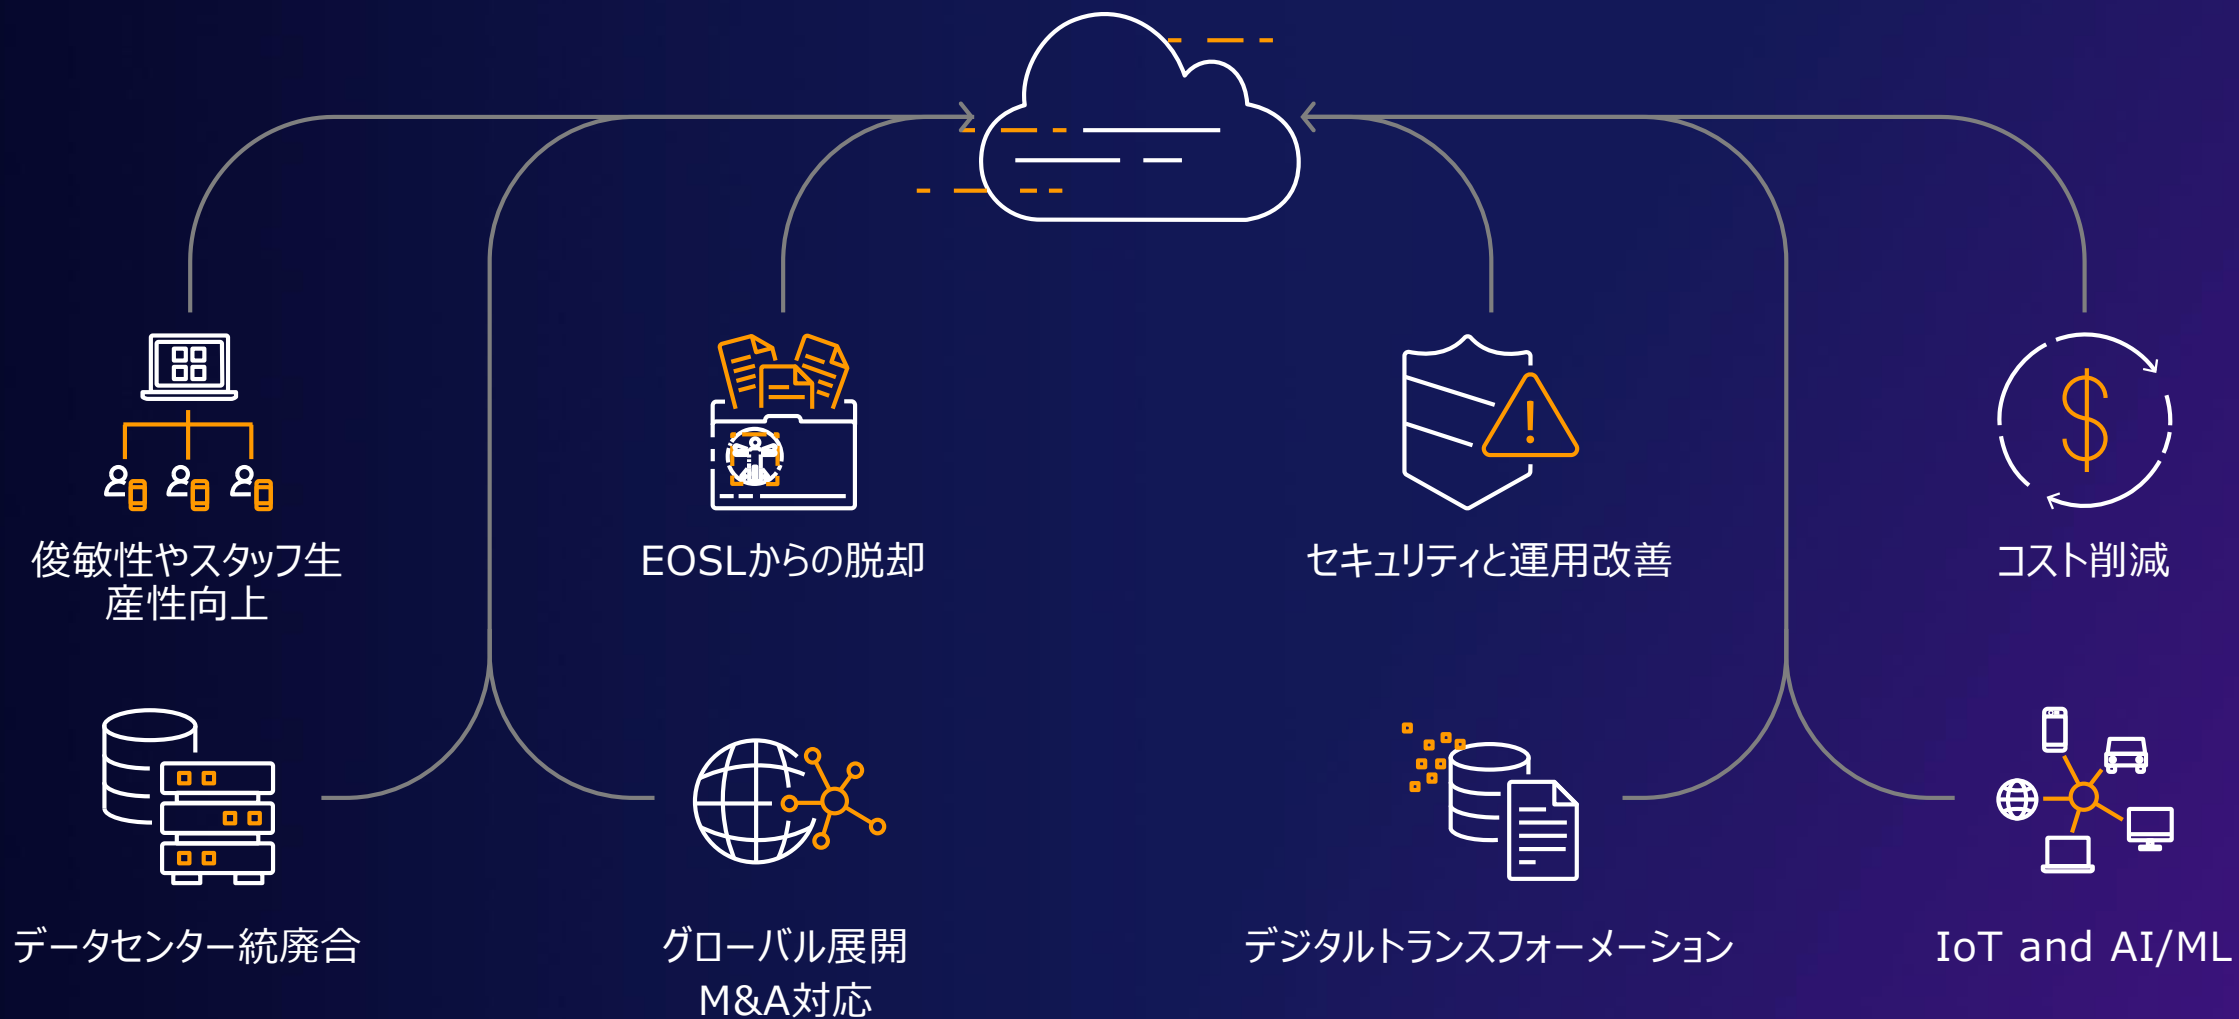 俊敏性やスタッフ生
産性向上
EOSLからの脱却
セキュリティと運用改善
コスト削減
データセンター統廃合
グローバル展開
M&A対応
デジタルトランスフォーメーション
IoT and AI/ML